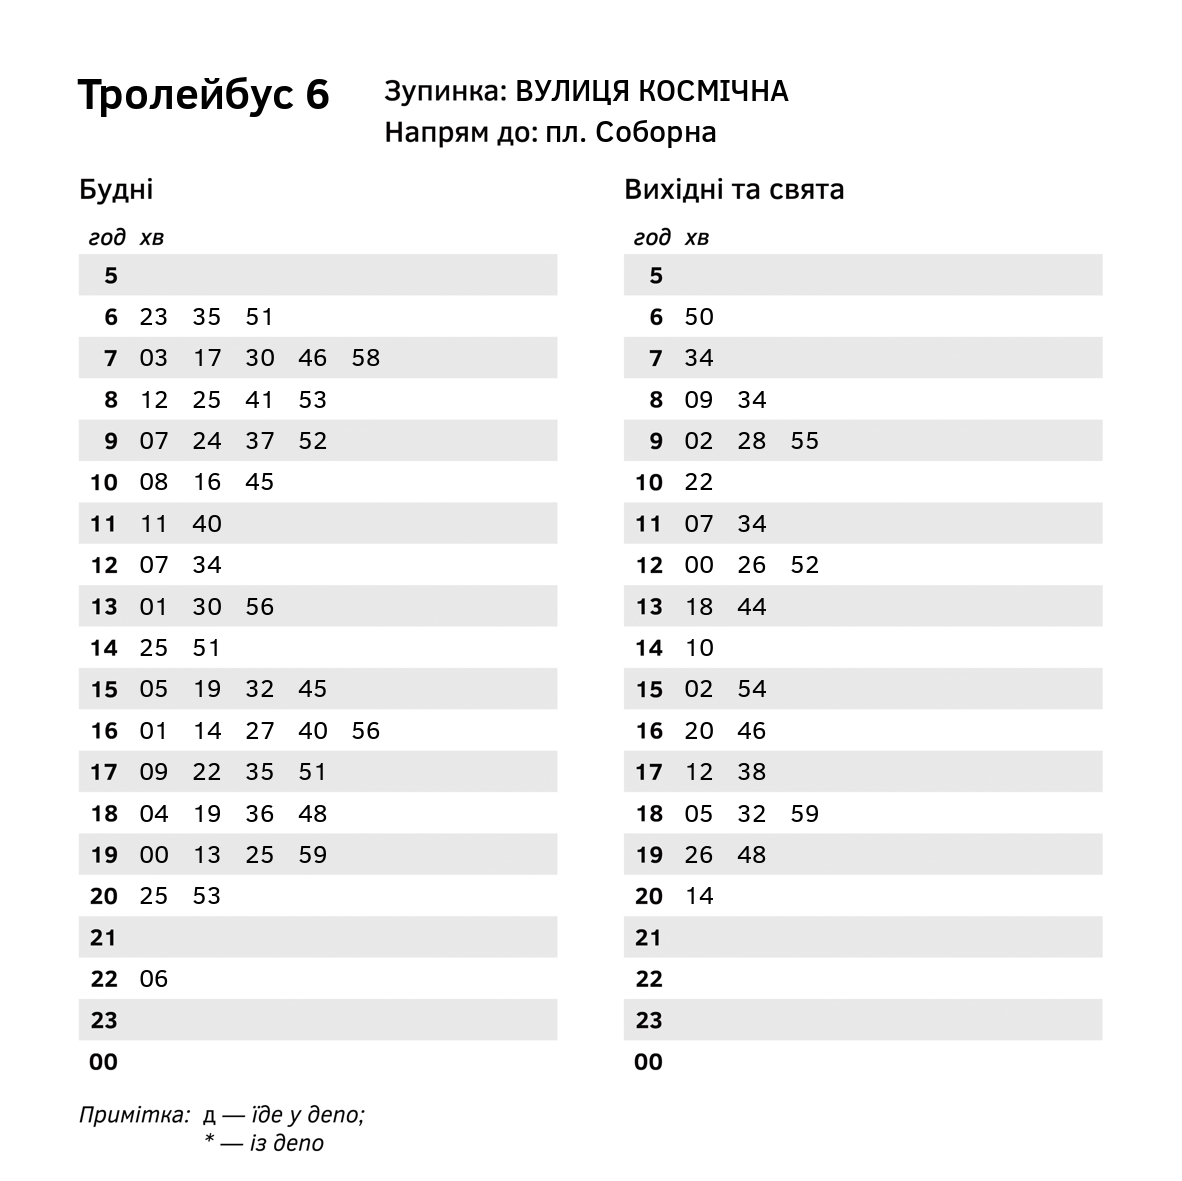 Тролейбус 6
Зупинка: ВУЛИЦЯ КОСМІЧНА
Напрям до: пл. Соборна
Будні
год хв
5
6 23 35 51
7 03 17 30 46 58
8 12 25 41 53
9 07 24 37 52
10 08 16 45
11 11 40
12 07 34
13 01 30 56
14 25 51
15 05 19 32 45
16 01 14 27 40 56
17 09 22 35 51
18 04 19 36 48
19 00 13 25 59
20 25 53
21
22 06
23
00
Вихідні та свята
год хв
5
6 50
7 34
8 09 34
9 02 28 55
10 22
11 07 34
12 00 26 52
13 18 44
14 10
15 02 54
16 20 46
17 12 38
18 05 32 59
19 26 48
20 14
21
22
23
00
Примітка: д — їде у депо;
* — із депо